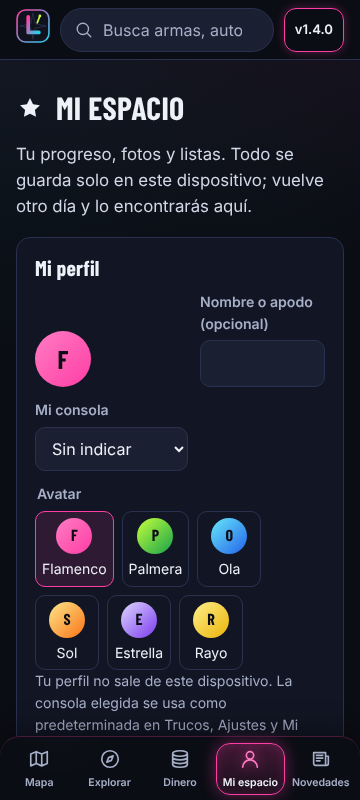 L
Busca armas, auto
v1.4.0
MI ESPACIO
Tu progreso, fotos y listas. Todo se
guarda solo en este dispositivo; vuelve
otro día y lo encontrarás aquí.
Mi perfil
F
Nombre o apodo
(opcional)
Mi consola
Sin indicar
Avatar
F
Flamenco
P
Palmera
O
Ola
S
Sol
E
Estrella
R
Rayo
Tu perfil no sale de este dispositivo. La
consola elegida se usa como
predeterminada en Trucos, Ajustes y Mi
Mapa
Explorar
Dinero
Mi espacio
Novedades